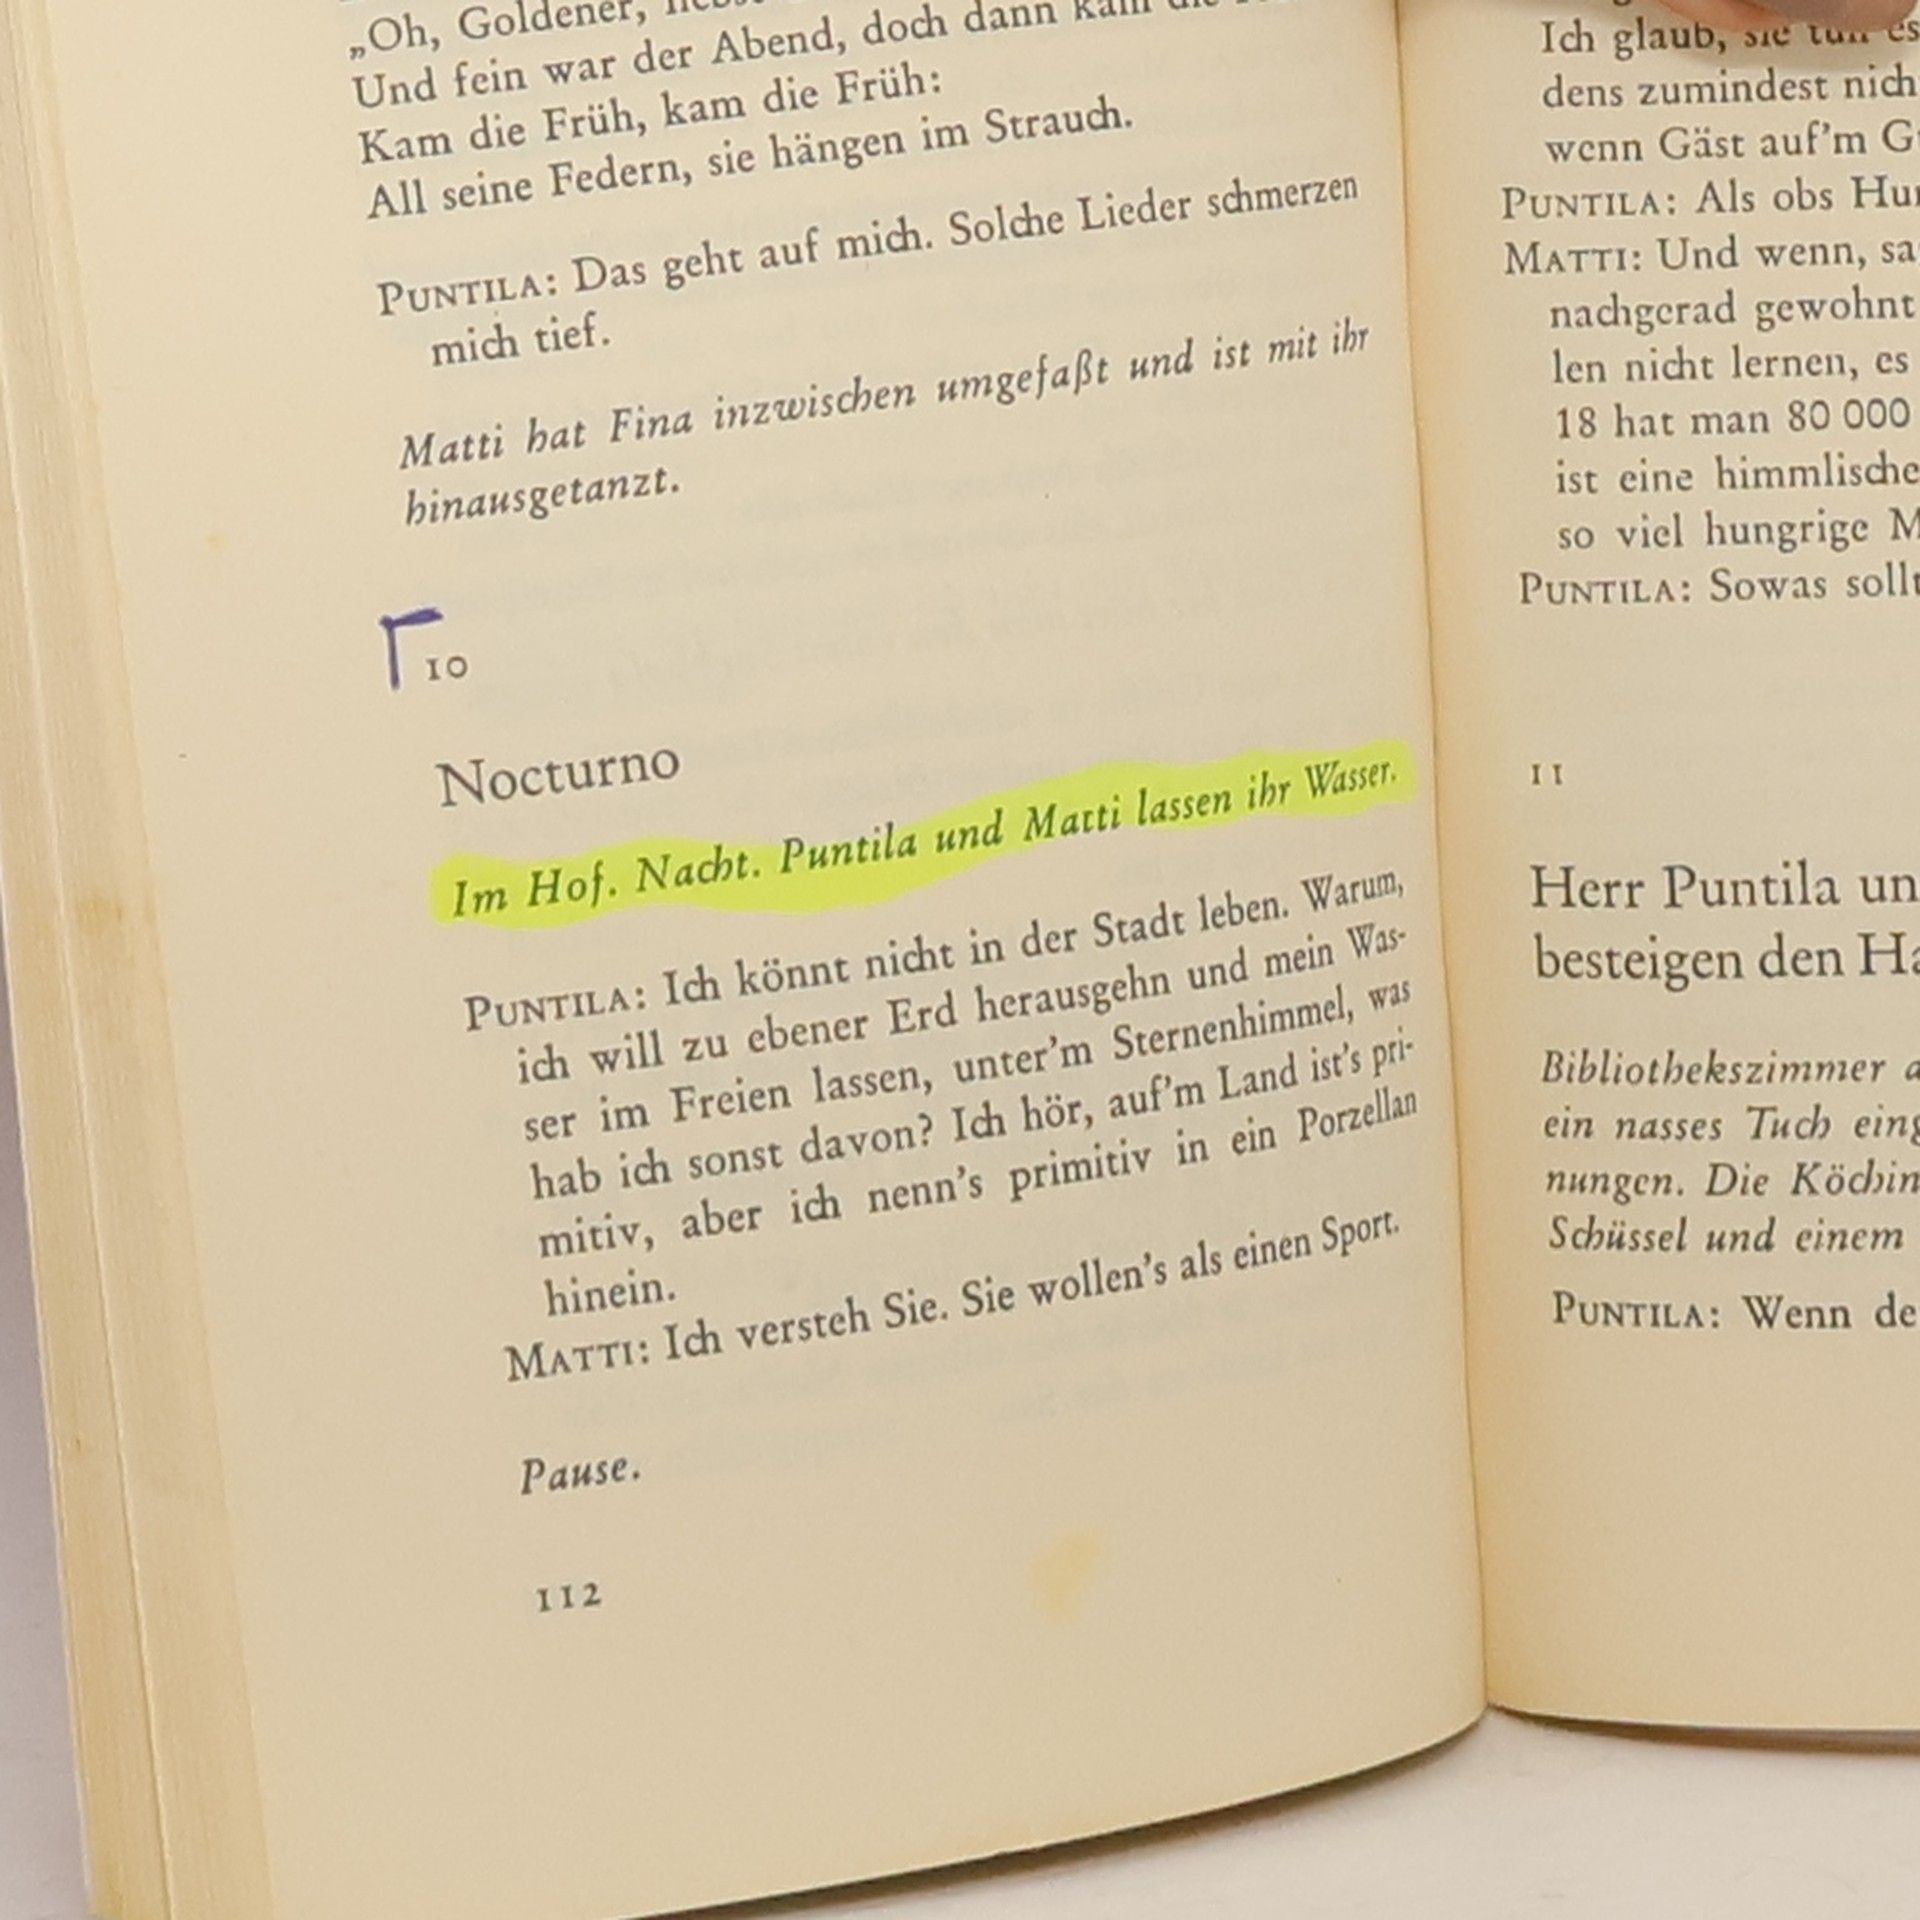 „Oh, Goldener,
Und fein war der Abend, doch dann kam die
Kam die Früh, kam die Früh:
All seine Federn, sie hängen im Strauch.
PUNTILA: Das geht auf mich. Solche Lieder schmerzen
mich tief.
Matti hat Fina inzwischen umgefaßt und ist mit ihr
hinausgetanzt.
10
Nocturno
Im Hof. Nacht. Puntila und Matti lassen ihr Wasser.
PUNTILA: Ich könnt nicht in der Stadt leben. Warum,
ich will zu ebener Erd herausgehn und mein Was-
ser im Freien lassen, unter'm Sternenhimmel, was
hab ich sonst davon? Ich hör, auf'm Land ist's pri-
mitiv, aber ich nenn's primitiv in ein Porzellan
hinein.
MATTI: Ich versteh Sie. Sie wollen's als einen Sport.
Pause.
112
Ich glaub, sie tun es
dens zumindest nich
wenn Gäst auf'm G
PUNTILA: Als obs Hun
MATTI: Und wenn, sa
nachgerad gewohnt
len nicht lernen, es
18 hat man 80 000
ist eine himmlische
so viel hungrige M
PUNTILA: Sowas sollt
11
Herr Puntila un
besteigen den Ha
Bibliothekszimmer a
ein nasses Tuch eing
nungen. Die Köchin
Schüssel und einem
PUNTILA: Wenn de